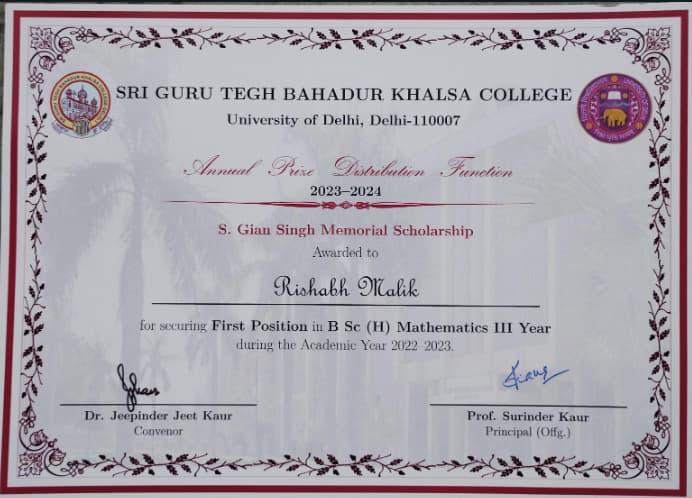 SRI GURU TEGH BAHADUR KHALSA COLLEGE
University of Delhi, Delhi-110007
Annual Prize Distribution Function
2023–2024
S. Gian Singh Memorial Scholarship
Awarded to
Rishabh Malik
for securing First Position in B Sc (H) Mathematics III Year
during the Academic Year 2022–2023.
Dr. Jeepinder Jeet Kaur
Convenor
Prof. Surinder Kaur
Principal (Offg.)